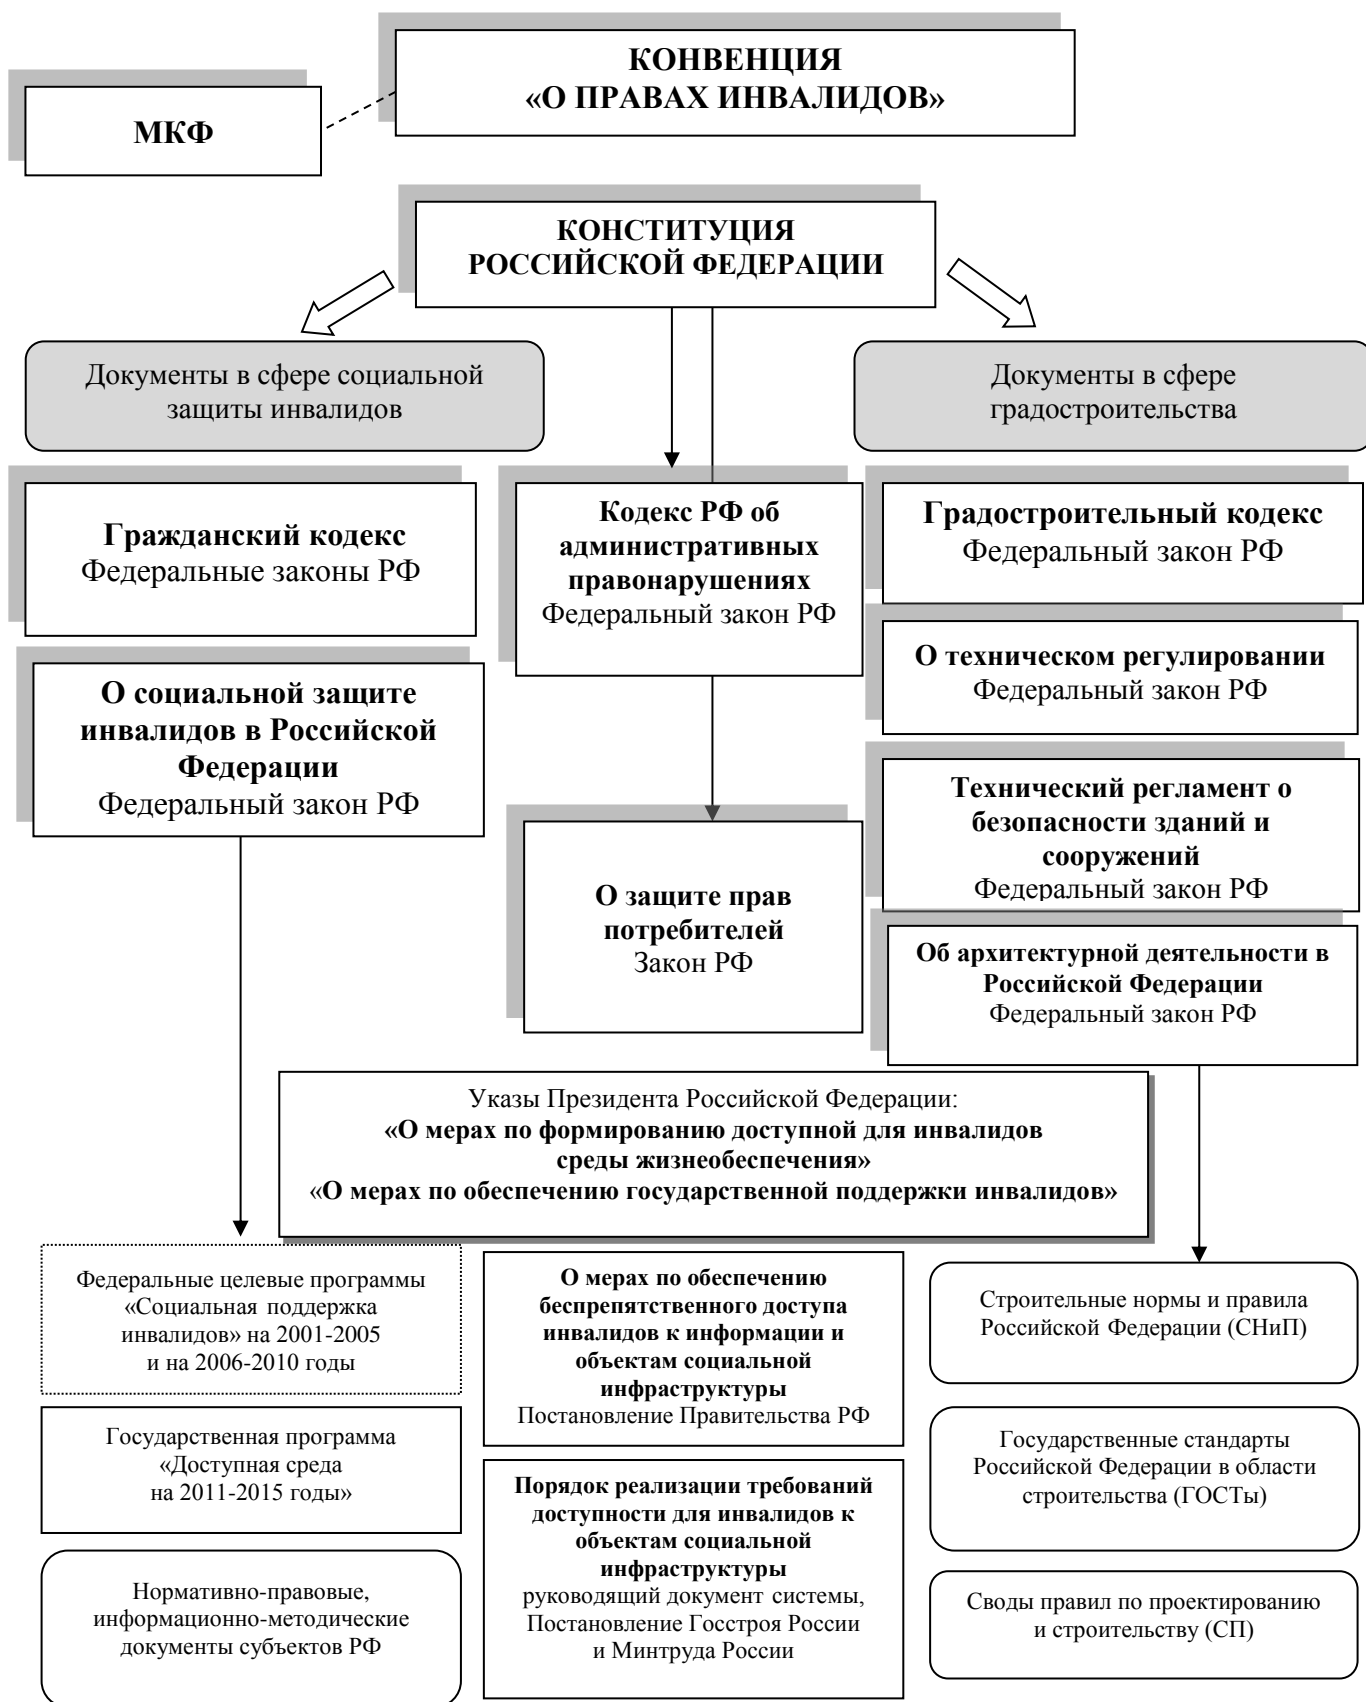 КОНВЕНЦИЯ
«О ПРАВАХ ИНВАЛИДОВ»
МКФ
КОНСТИТУЦИЯ
РОССИЙСКОЙ ФЕДЕРАЦИИ
Документы в сфере социальной
защиты инвалидов
Документы в сфере
градостроительства
Гражданский кодекс
Федеральные законы РФ
О социальной защите
инвалидов в Российской
Федерации
Федеральный закон РФ
Кодекс РФ об
административных
правонарушениях
Федеральный закон РФ
О защите прав
потребителей
Закон РФ
Градостроительный кодекс
Федеральный закон РФ
О техническом регулировании
Федеральный закон РФ
Технический регламент о
безопасности зданий и
сооружений
Федеральный закон РФ
Об архитектурной деятельности в
Российской Федерации
Федеральный закон РФ
Указы Президента Российской Федерации:
«О мерах по формированию доступной для инвалидов
среды жизнеобеспечения»
«О мерах по обеспечению государственной поддержки инвалидов»
Федеральные целевые программы
«Социальная поддержка
инвалидов» на 2001-2005
и на 2006-2010 годы
Государственная программа
«Доступная среда
на 2011-2015 годы»
Нормативно-правовые,
информационно-методические
документы субъектов РФ
О мерах по обеспечению
беспрепятственного доступа
инвалидов к информации и
объектам социальной
инфраструктуры
Постановление Правительства РФ
Порядок реализации требований
доступности для инвалидов к
объектам социальной
инфраструктуры
руководящий документ системы,
Постановление Госстроя России
и Минтруда России
Строительные нормы и правила
Российской Федерации (СНиП)
Государственные стандарты
Российской Федерации в области
строительства (ГОСТы)
Своды правил по проектированию
и строительству (СП)